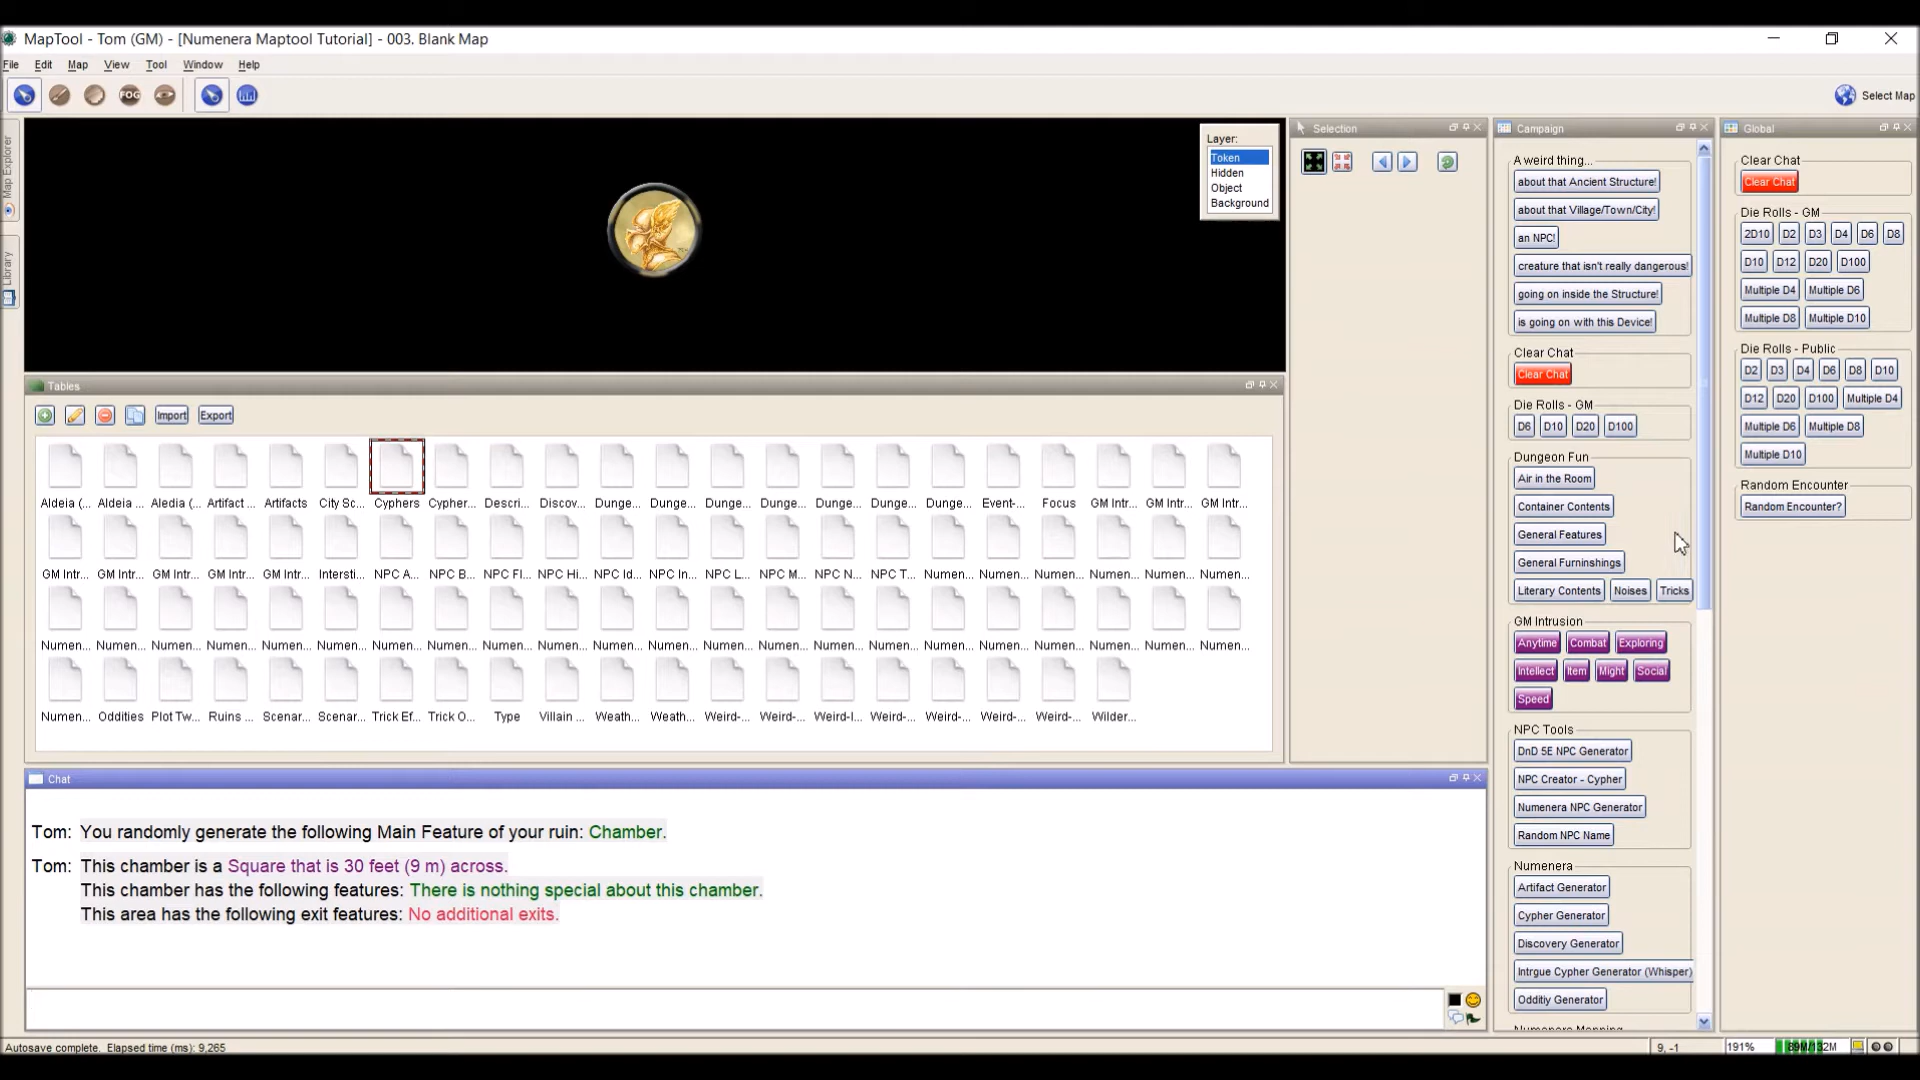 MapTool - Tom (GM) - [Numenera Maptool Tutorial] - 003. Blank Map
File Edit Map View Tool Window Help
FOG
Select Map
Map Explorer
Library
Layer:
Token
Hidden
Object
Background
Tables
Import Export
Aldeia (... Aldeia ... Aledia (... Artifact ... Artifacts City Sc... Cyphers Cypher... Descri... Discov... Dunge... Dunge... Dunge... Dunge... Dunge... Dunge... Dunge... Event-... Focus GM Intr... GM Intr... GM Intr...
GM Intr... GM Intr... GM Intr... GM Intr... GM Intr... Intersti... NPC A... NPC B... NPC Fl... NPC Hi... NPC Id... NPC In... NPC L... NPC M... NPC N... NPC T... Numen... Numen... Numen... Numen... Numen... Numen...
Numen... Numen... Numen... Numen... Numen... Numen... Numen... Numen... Numen... Numen... Numen... Numen... Numen... Numen... Numen... Numen... Numen... Numen... Numen... Numen... Numen... Numen...
Numen... Oddities Plot Tw... Ruins ... Scenar... Scenar... Trick Ef... Trick O... Type Villain ... Weath... Weath... Weird-... Weird-... Weird-I... Weird-... Weird-... Weird-... Weird-... Wilder...
Chat
Tom: You randomly generate the following Main Feature of your ruin: Chamber.
Tom: This chamber is a Square that is 30 feet (9 m) across.
This chamber has the following features: There is nothing special about this chamber.
This area has the following exit features: No additional exits.
Selection
Campaign
A weird thing...
about that Ancient Structure!
about that Village/Town/City!
an NPC!
creature that isn't really dangerous!
going on inside the Structure!
is going on with this Device!
Clear Chat
Clear Chat
Die Rolls - GM
D6 D10 D20 D100
Dungeon Fun
Air in the Room
Container Contents
General Features
General Furninshings
Literary Contents Noises Tricks
GM Intrusion
Anytime Combat Exploring
Intellect Item Might Social
Speed
NPC Tools
DnD 5E NPC Generator
NPC Creator - Cypher
Numenera NPC Generator
Random NPC Name
Numenera
Artifact Generator
Cypher Generator
Discovery Generator
Intrgue Cypher Generator (Whisper)
Odditiy Generator
Numenera Mapping
Global
Clear Chat
Clear Chat
Die Rolls - GM
2D10 D2 D3 D4 D6 D8
D10 D12 D20 D100
Multiple D4 Multiple D6
Multiple D8 Multiple D10
Die Rolls - Public
D2 D3 D4 D6 D8 D10
D12 D20 D100 Multiple D4
Multiple D6 Multiple D8
Multiple D10
Random Encounter
Random Encounter?
Autosave complete. Elapsed time (ms): 9,265
9, -1 191% 89M/132M